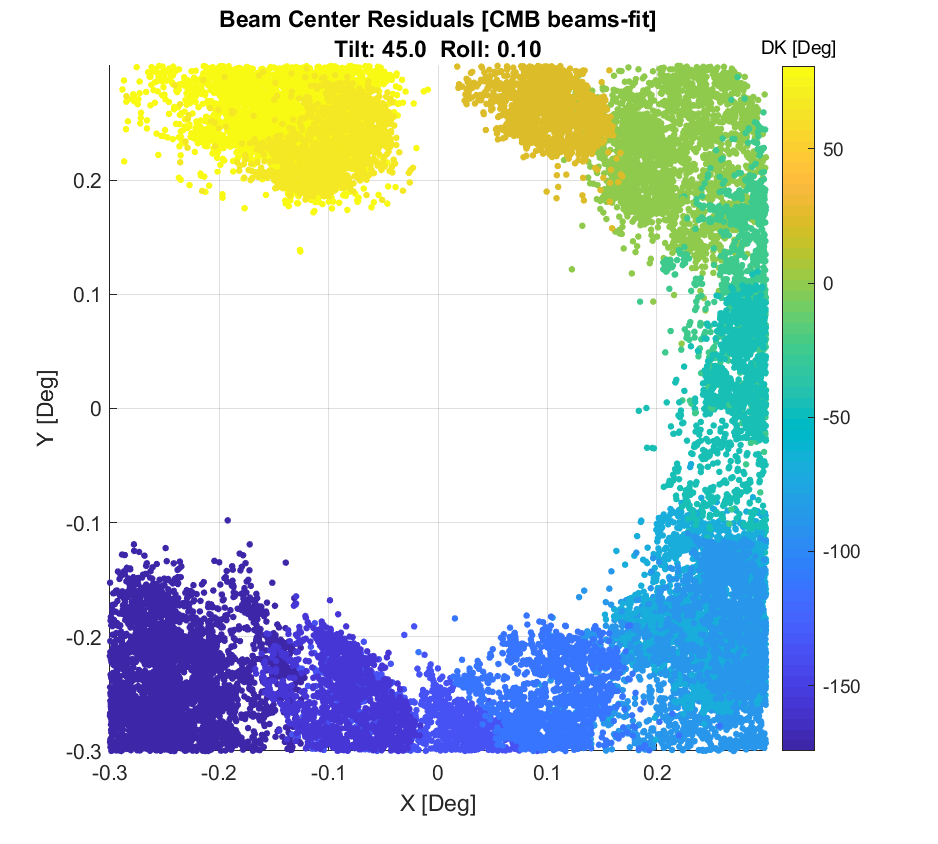 Beam Center Residuals [CMB beams-fit]
Tilt: 45.0 Roll: 0.10
DK [Deg]
50
0
-50
-100
-150
0.2
0.1
0
-0.1
-0.2
-0.3
Y [Deg]
-0.3 -0.2 -0.1 0 0.1 0.2
X [Deg]